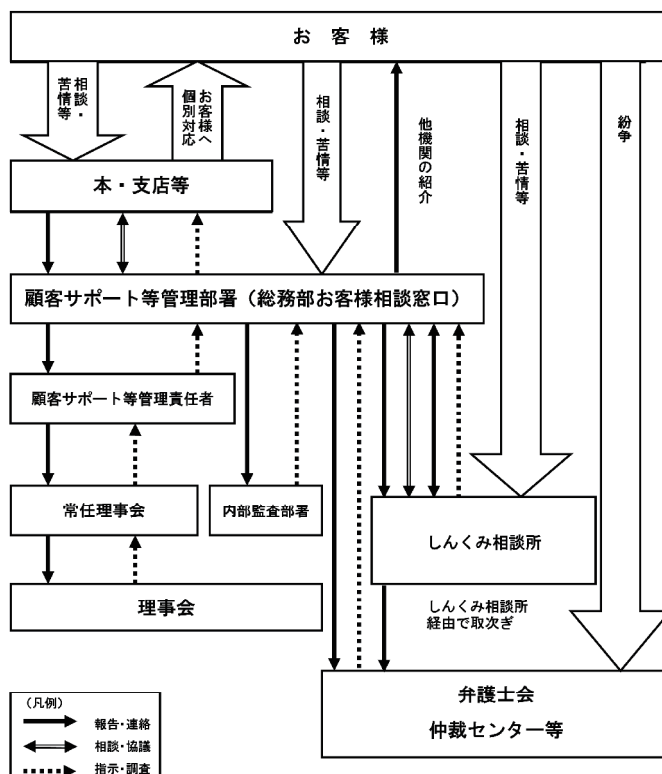 お　客　様
相談・
苦情等
お客様へ
個別対応
相談・苦情等
他機関の紹介
相談・苦情等
紛争
本・支店等
顧客サポート等管理部署（総務部お客様相談窓口）
顧客サポート等管理責任者
常任理事会
内部監査部署
しんくみ相談所
理事会
しんくみ相談所
経由で取次ぎ
弁護士会
仲裁センター等
（凡例）
報告・連絡
相談・協議
指示・調査